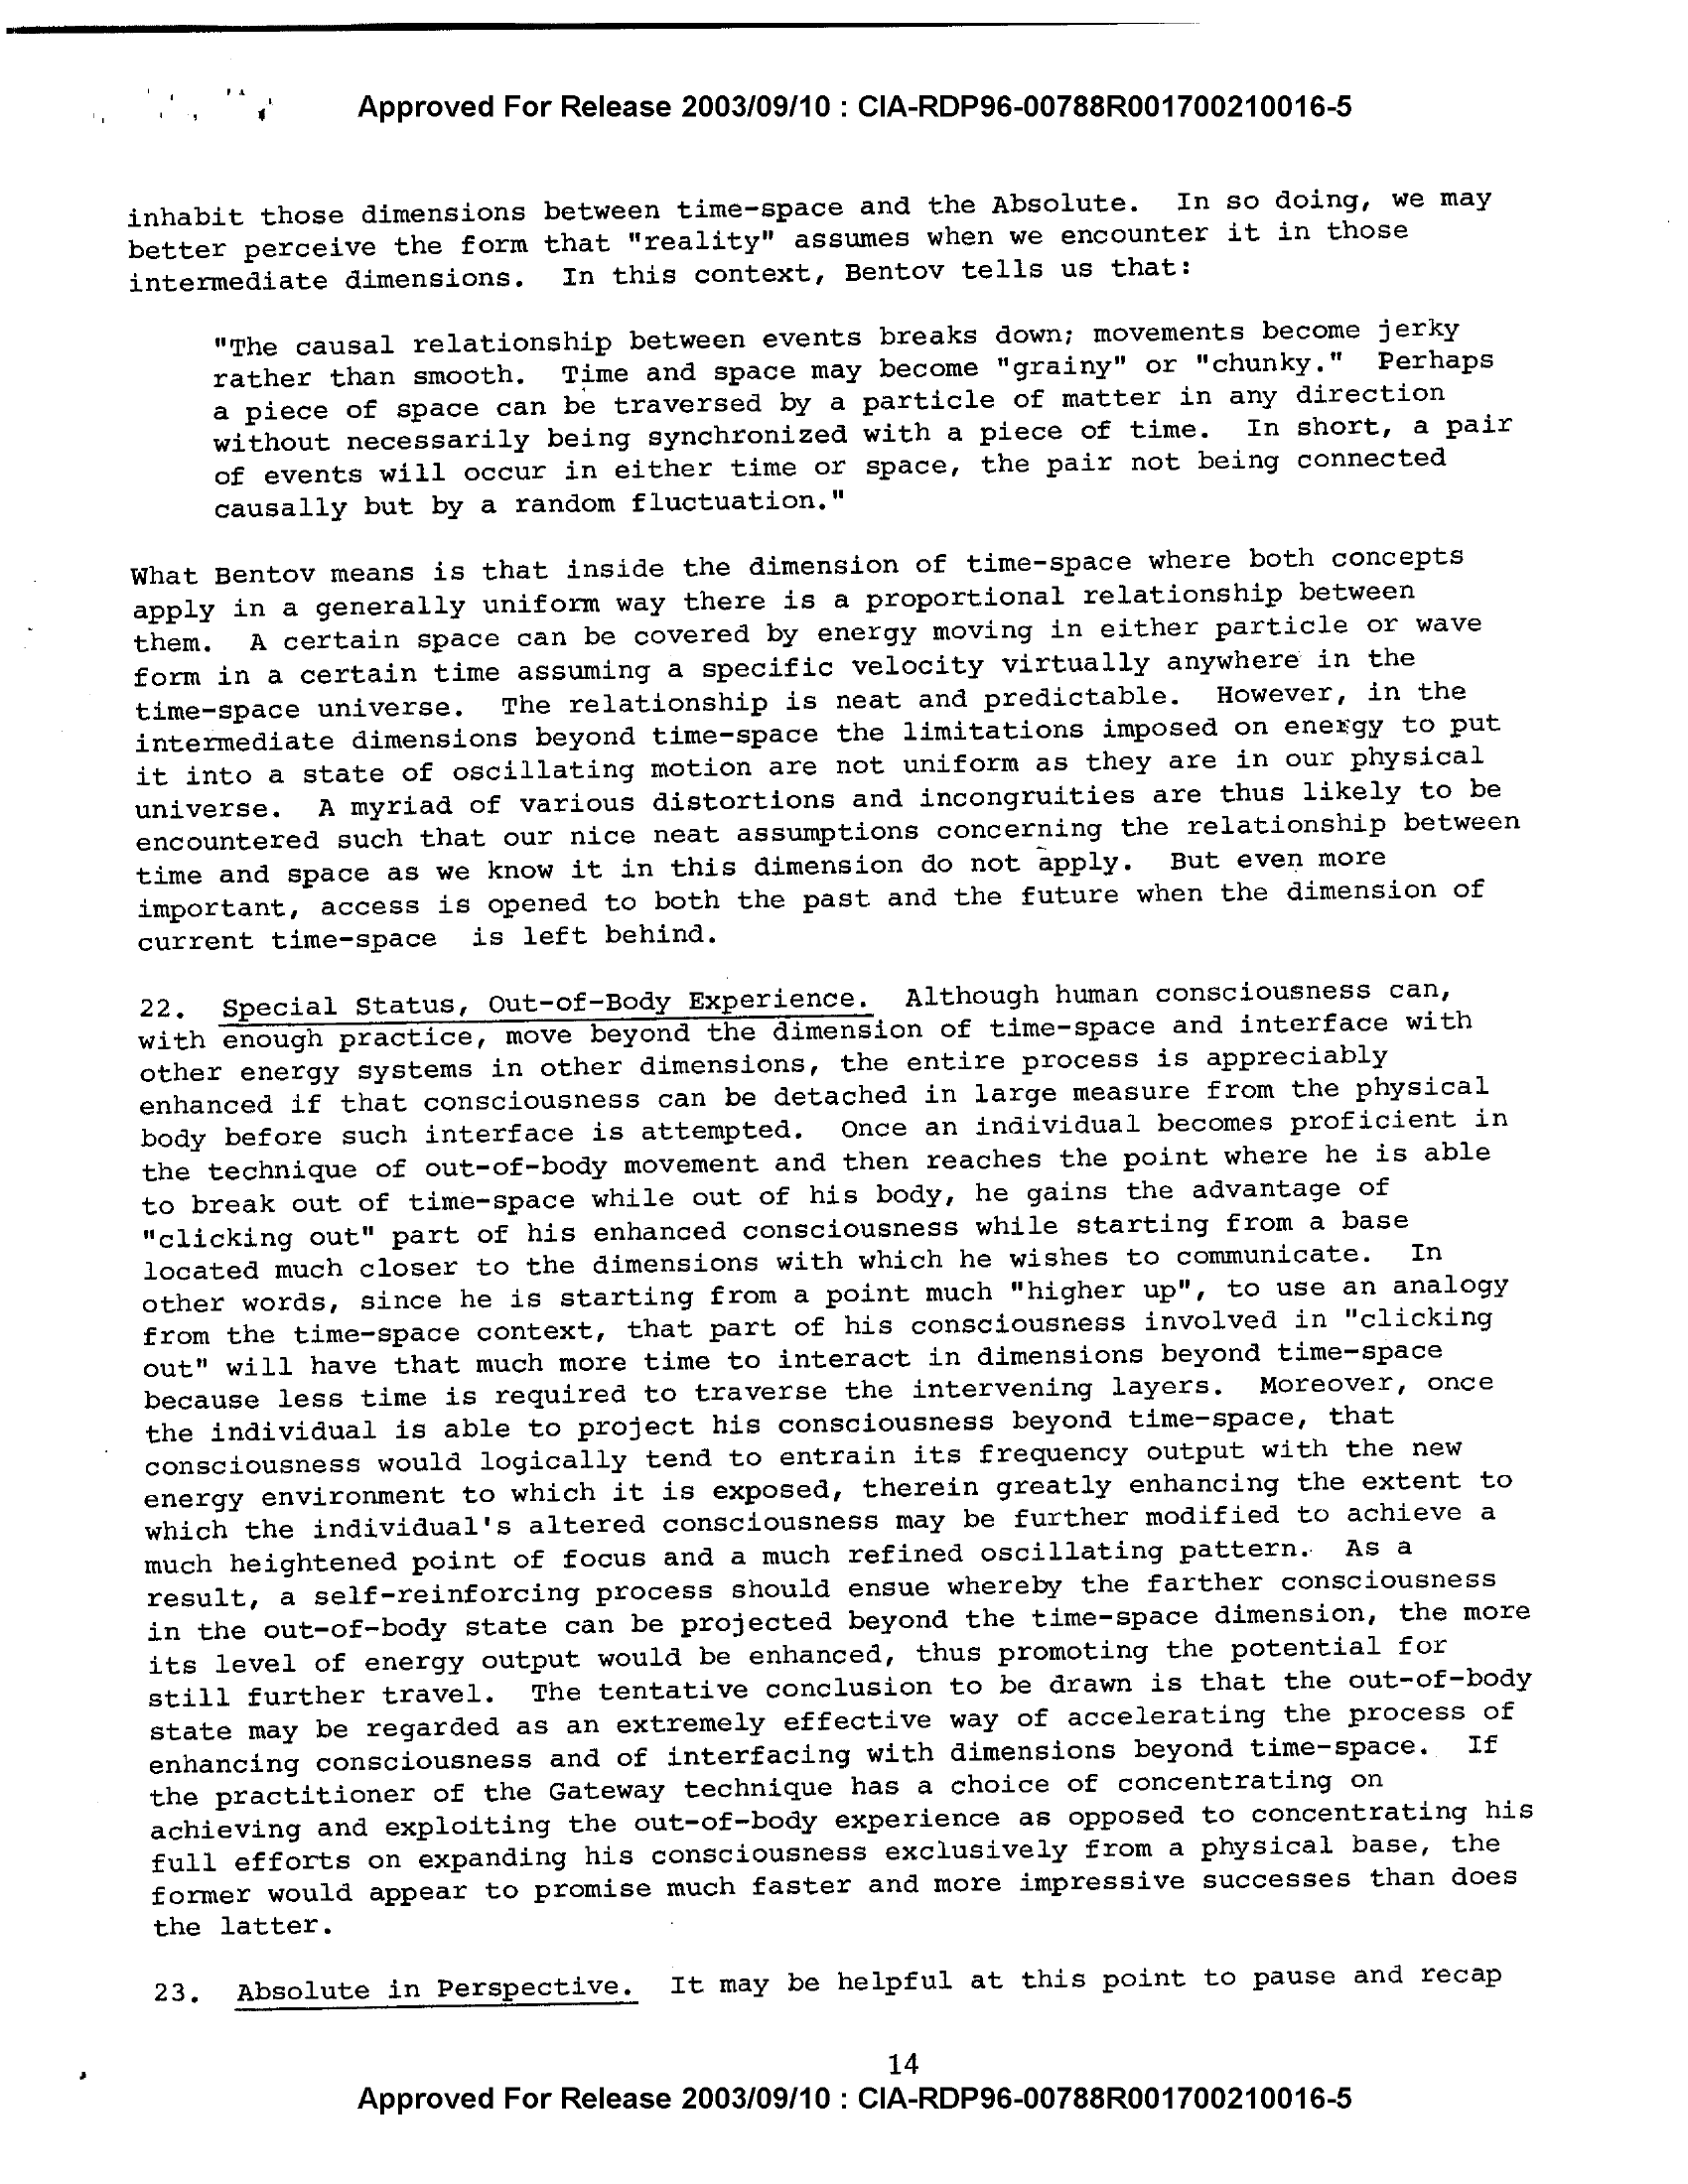 Approved For Release 2003/09/10 : CIA-RDP96-00788R001700210016-5
inhabit those dimensions between time-space and the Absolute. In so doing, we may
better perceive the form that "reality" assumes when we encounter it in those
intermediate dimensions. In this context, Bentov tells us that:
"The causal relationship between events breaks down; movements become jerky
rather than smooth. Time and space may become "grainy" or "chunky." Perhaps
a piece of space can be traversed by a particle of matter in any direction
without necessarily being synchronized with a piece of time. In short, a pair
of events will occur in either time or space, the pair not being connected
causally but by a random fluctuation."
What Bentov means is that inside the dimension of time-space where both concepts
apply in a generally uniform way there is a proportional relationship between
them. A certain space can be covered by energy moving in either particle or wave
form in a certain time assuming a specific velocity virtually anywhere in the
time-space universe. The relationship is neat and predictable. However, in the
intermediate dimensions beyond time-space the limitations imposed on energy to put
it into a state of oscillating motion are not uniform as they are in our physical
universe. A myriad of various distortions and incongruities are thus likely to be
encountered such that our nice neat assumptions concerning the relationship between
time and space as we know it in this dimension do not apply. But even more
important, access is opened to both the past and the future when the dimension of
current time-space is left behind.
22. Special Status, Out-of-Body Experience. Although human consciousness can,
with enough practice, move beyond the dimension of time-space and interface with
other energy systems in other dimensions, the entire process is appreciably
enhanced if that consciousness can be detached in large measure from the physical
body before such interface is attempted. Once an individual becomes proficient in
the technique of out-of-body movement and then reaches the point where he is able
to break out of time-space while out of his body, he gains the advantage of
"clicking out" part of his enhanced consciousness while starting from a base
located much closer to the dimensions with which he wishes to communicate. In
other words, since he is starting from a point much "higher up", to use an analogy
from the time-space context, that part of his consciousness involved in "clicking
out" will have that much more time to interact in dimensions beyond time-space
because less time is required to traverse the intervening layers. Moreover, once
the individual is able to project his consciousness beyond time-space, that
consciousness would logically tend to entrain its frequency output with the new
energy environment to which it is exposed, therein greatly enhancing the extent to
which the individual's altered consciousness may be further modified to achieve a
much heightened point of focus and a much refined oscillating pattern. As a
result, a self-reinforcing process should ensue whereby the farther consciousness
in the out-of-body state can be projected beyond the time-space dimension, the more
its level of energy output would be enhanced, thus promoting the potential for
still further travel. The tentative conclusion to be drawn is that the out-of-body
state may be regarded as an extremely effective way of accelerating the process of
enhancing consciousness and of interfacing with dimensions beyond time-space. If
the practitioner of the Gateway technique has a choice of concentrating on
achieving and exploiting the out-of-body experience as opposed to concentrating his
full efforts on expanding his consciousness exclusively from a physical base, the
former would appear to promise much faster and more impressive successes than does
the latter.
23. Absolute in Perspective. It may be helpful at this point to pause and recap
14
Approved For Release 2003/09/10 : CIA-RDP96-00788R001700210016-5